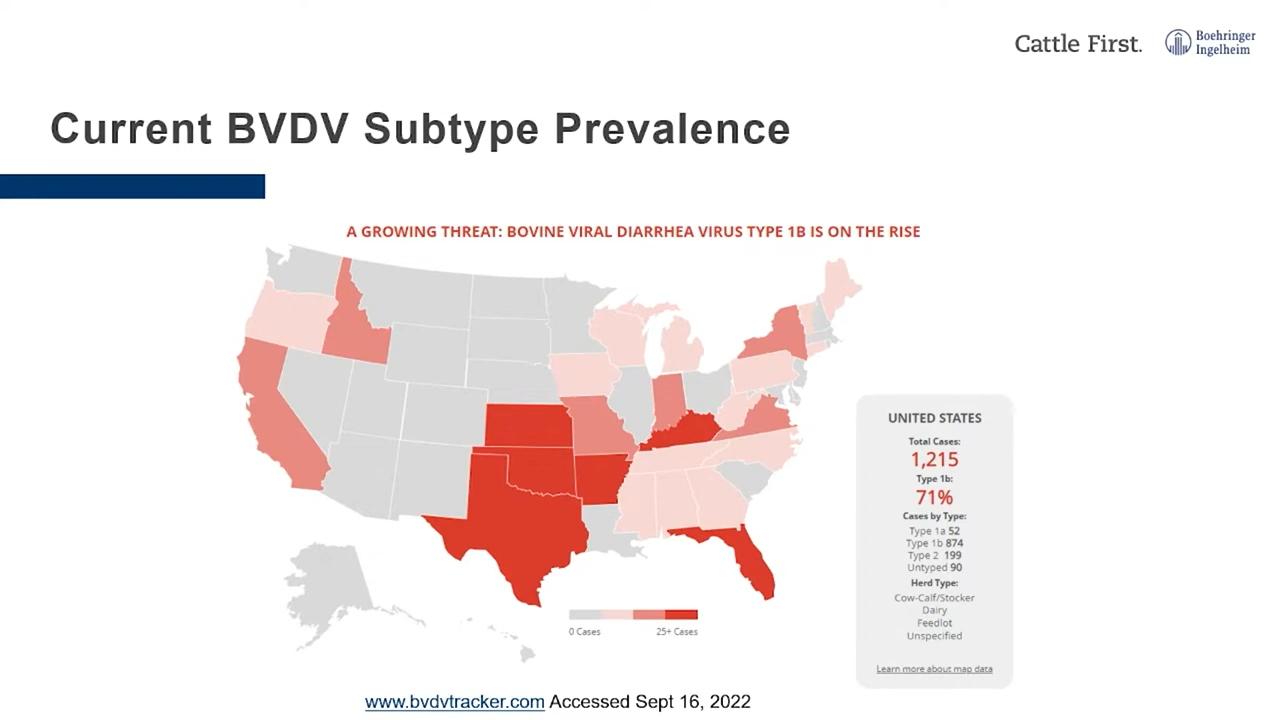 Cattle First.
Boehringer
Ingelheim
Current BVDV Subtype Prevalence
A GROWING THREAT: BOVINE VIRAL DIARRHEA VIRUS TYPE 1B IS ON THE RISE
UNITED STATES
Total Cases:
1,215
Type 1b:
71%
Cases by Type:
Type 1a 52
Type 1b 874
Type 2 199
Untyped 90
Herd Type:
Cow-Calf/Stocker
Dairy
Feedlot
Unspecified
Learn more about map data
0 Cases 25+ Cases
www.bvdvtracker.com Accessed Sept 16, 2022